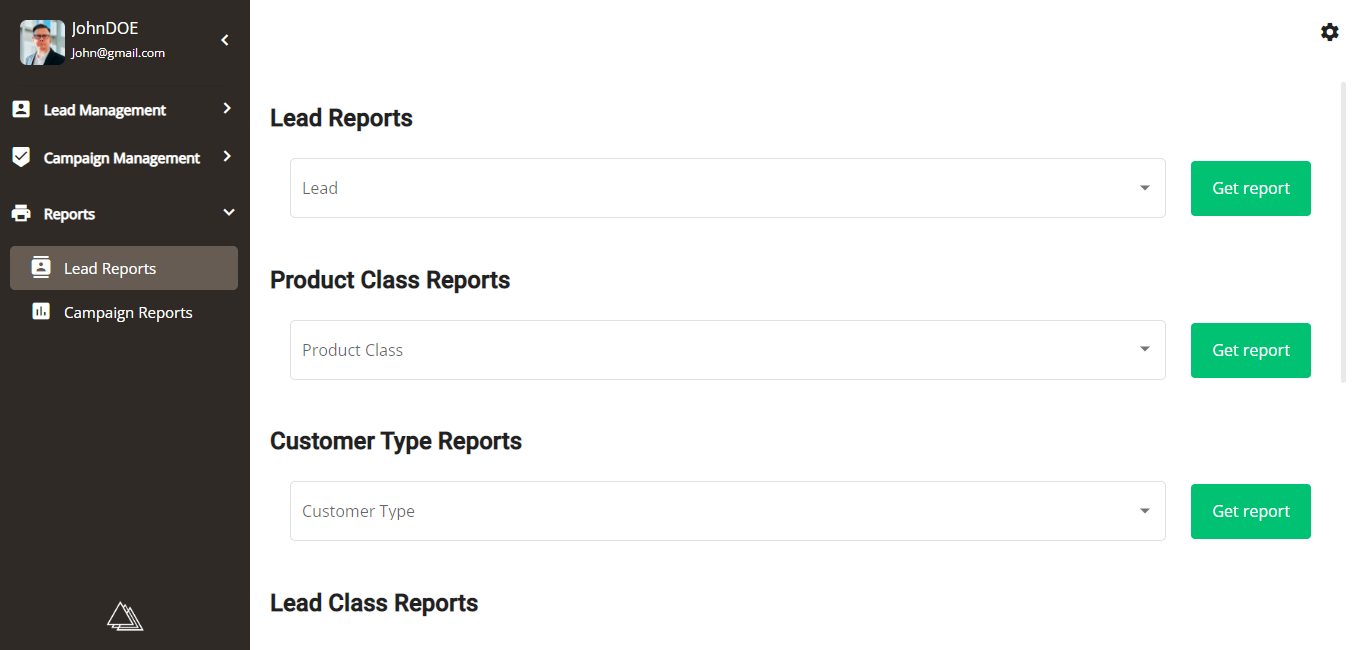 JohnDOE
John@gmail.com
Lead Management
Campaign Management
Reports
Lead Reports
Campaign Reports
Lead Reports
Lead
Get report
Product Class Reports
Product Class
Get report
Customer Type Reports
Customer Type
Get report
Lead Class Reports